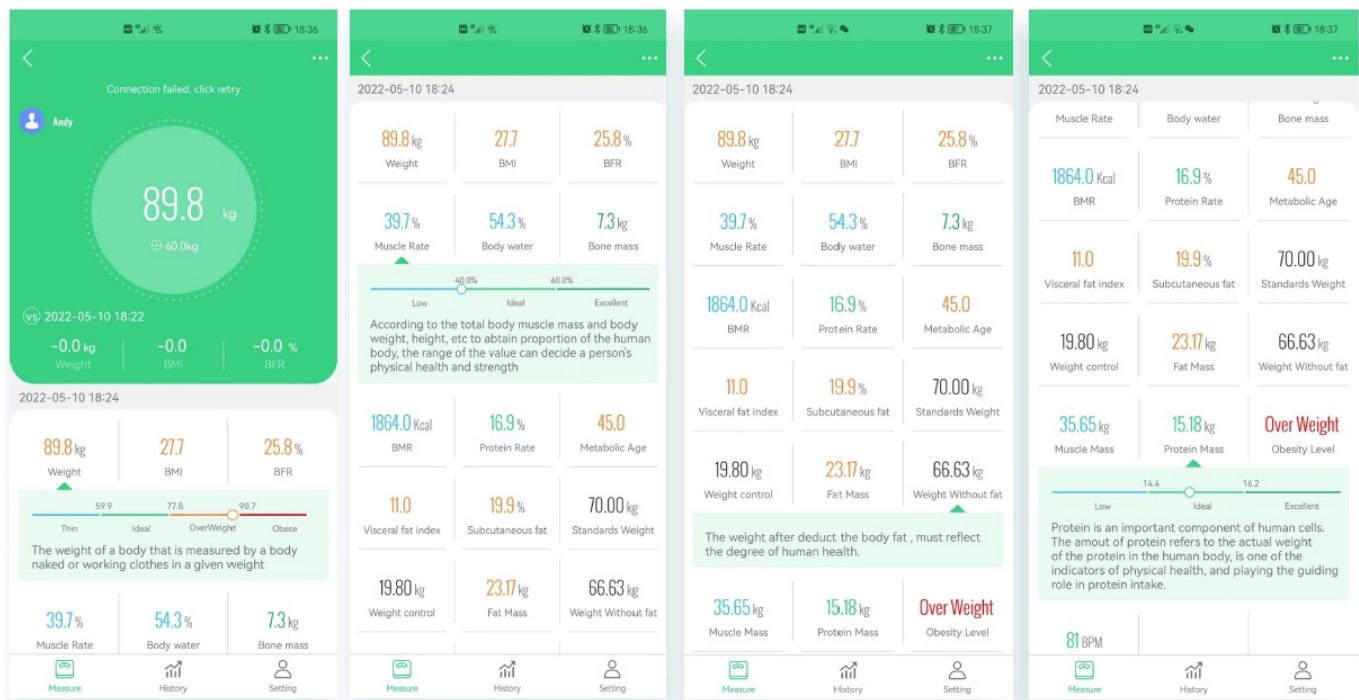 18:36
Connection failed, click retry
Andy
89.8 kg
60.0kg
vs 2022-05-10 18:22
-0.0 kg -0.0 -0.0 %
Weight BMI BFR
2022-05-10 18:24
89.8 kg 27.7 25.8 %
Weight BMI BFR
59.9 77.8 90.7
Thin Ideal OverWeight Obese
The weight of a body that is measured by a body
naked or working clothes in a given weight
39.7 % 54.3 % 7.3 kg
Muscle Rate Body water Bone mass
Measure History Setting
18:36
2022-05-10 18:24
89.8 kg 27.7 25.8 %
Weight BMI BFR
39.7 % 54.3 % 7.3 kg
Muscle Rate Body water Bone mass
40.0% 60.0%
Low Ideal Excellent
According to the total body muscle mass and body
weight, height, etc to abtain proportion of the human
body, the range of the value can decide a person's
physical health and strength
1864.0 Kcal 16.9 % 45.0
BMR Protein Rate Metabolic Age
11.0 19.9 % 70.00 kg
Visceral fat index Subcutaneous fat Standards Weight
19.80 kg 23.17 kg 66.63 kg
Weight control Fat Mass Weight Without fat
Measure History Setting
18:37
2022-05-10 18:24
89.8 kg 27.7 25.8 %
Weight BMI BFR
39.7 % 54.3 % 7.3 kg
Muscle Rate Body water Bone mass
1864.0 Kcal 16.9 % 45.0
BMR Protein Rate Metabolic Age
11.0 19.9 % 70.00 kg
Visceral fat index Subcutaneous fat Standards Weight
19.80 kg 23.17 kg 66.63 kg
Weight control Fat Mass Weight Without fat
The weight after deduct the body fat , must reflect
the degree of human health.
35.65 kg 15.18 kg Over Weight
Muscle Mass Protein Mass Obesity Level
Measure History Setting
18:37
2022-05-10 18:24
Muscle Rate Body water Bone mass
1864.0 Kcal 16.9 % 45.0
BMR Protein Rate Metabolic Age
11.0 19.9 % 70.00 kg
Visceral fat index Subcutaneous fat Standards Weight
19.80 kg 23.17 kg 66.63 kg
Weight control Fat Mass Weight Without fat
35.65 kg 15.18 kg Over Weight
Muscle Mass Protein Mass Obesity Level
14.4 16.2
Low Ideal Excellent
Protein is an important component of human cells.
The amout of protein refers to the actual weight
of the protein in the human body, is one of the
indicators of physical health, and playing the guiding
role in protein intake.
81 BPM
Measure History Setting